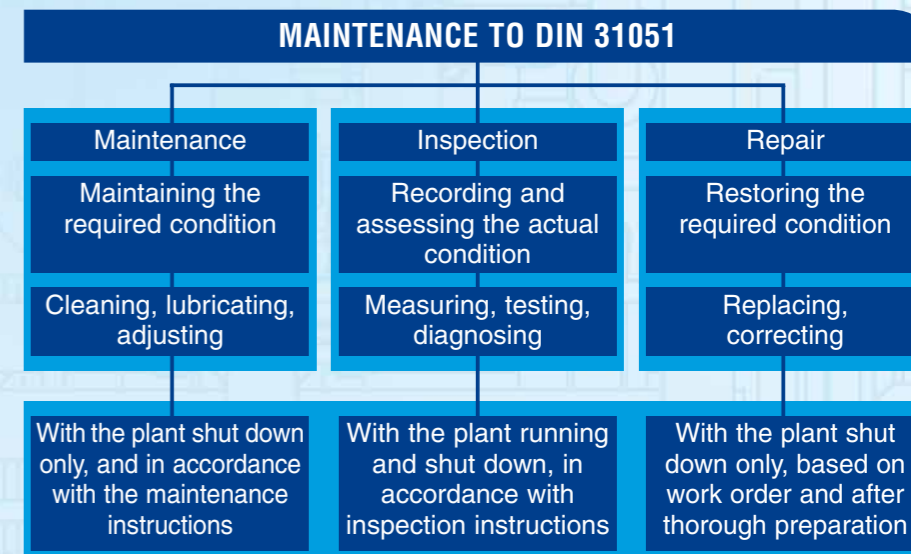 MAINTENANCE TO DIN 31051
Maintenance
Maintaining the
required condition
Cleaning, lubricating,
adjusting
With the plant shut down
only, and in accordance
with the maintenance
instructions
Inspection
Recording and
assessing the actual
condition
Measuring, testing,
diagnosing
With the plant running
and shut down, in
accordance with
inspection instructions
Repair
Restoring the
required condition
Replacing,
correcting
With the plant shut
down only, based on
work order and after
thorough preparation